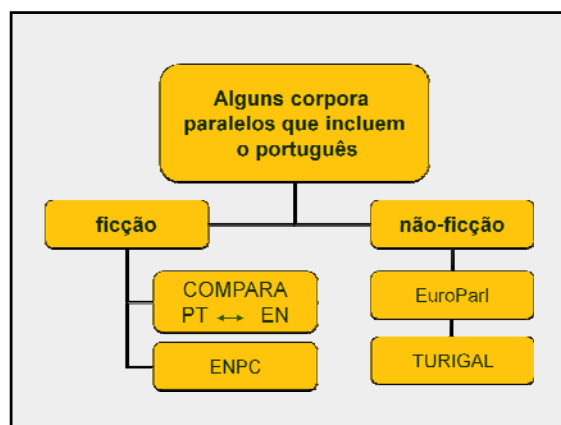 Alguns corpora
paralelos que incluem
o português
ficção
não-ficção
COMPARA
PT ↔ EN
EuroParl
ENPC
TURIGAL